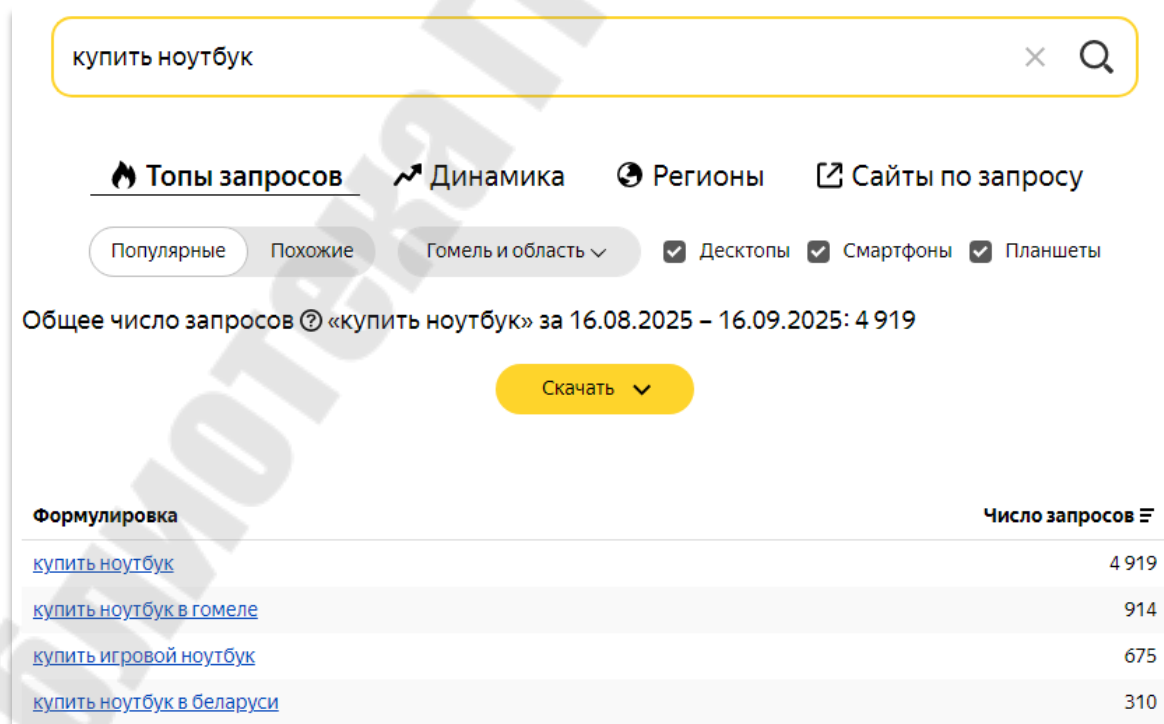 купить ноутбук
Топы запросов Динамика Регионы Сайты по запросу
Популярные Похожие Гомель и область Десктопы Смартфоны Планшеты
Общее число запросов ? «купить ноутбук» за 16.08.2025 – 16.09.2025: 4 919
Скачать
Формулировка Число запросов
купить ноутбук 4 919
купить ноутбук в гомеле 914
купить игровой ноутбук 675
купить ноутбук в беларуси 310